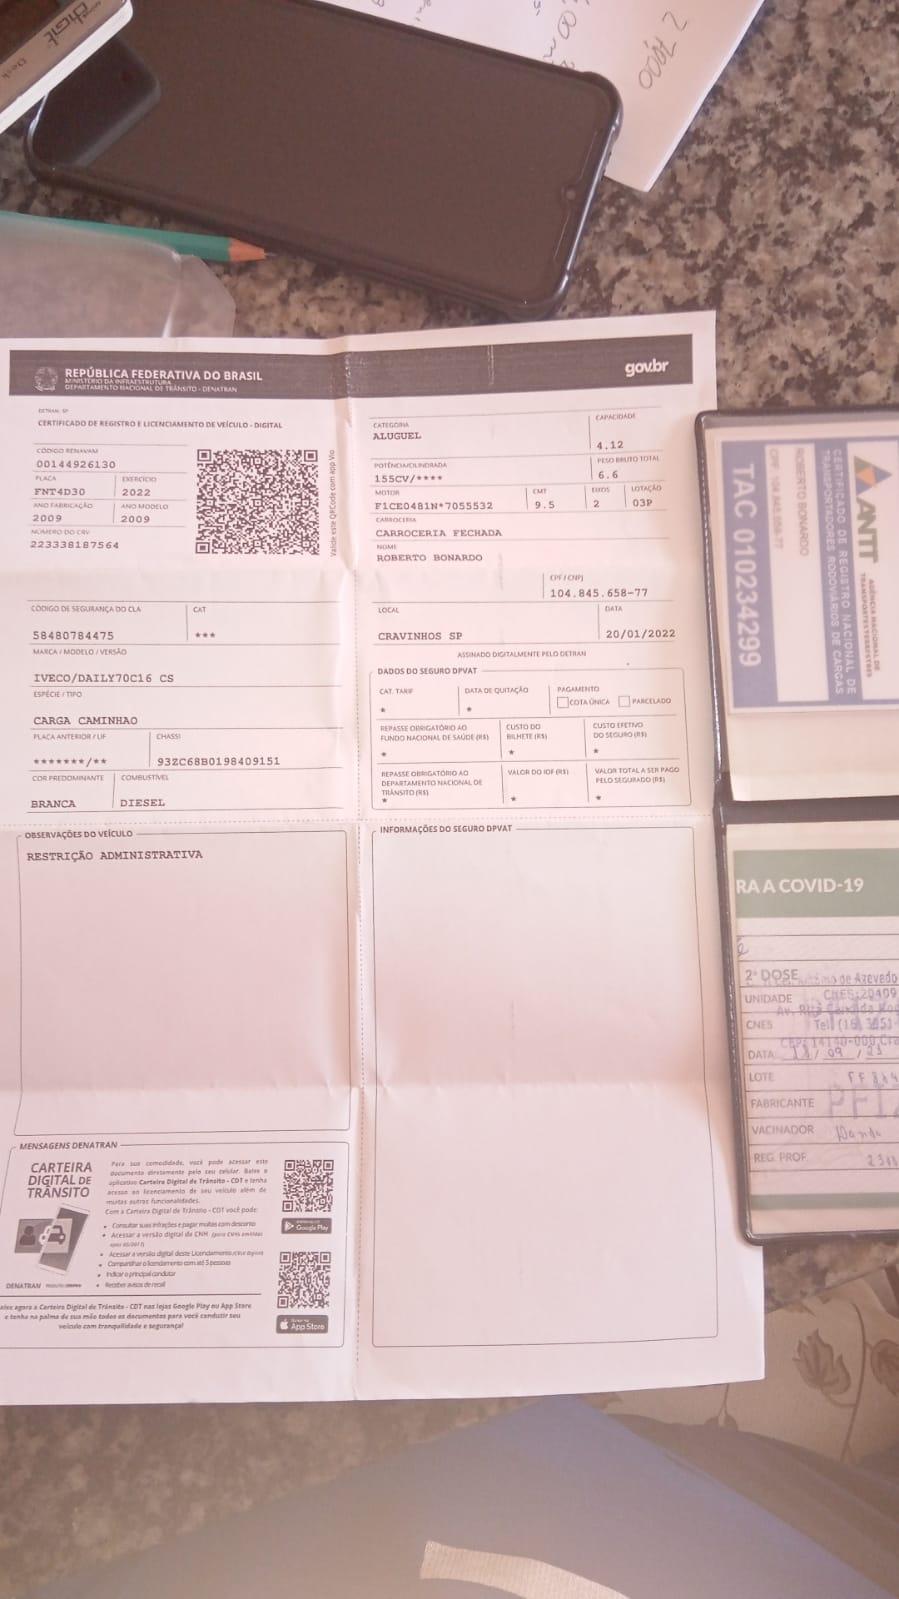 digit
Desk
REPÚBLICA FEDERATIVA DO BRASIL
MINISTÉRIO DA INFRAESTRUTURA
DEPARTAMENTO NACIONAL DE TRÂNSITO - DENATRAN
gov.br
DETRAN- SP
CERTIFICADO DE REGISTRO E LICENCIAMENTO DE VEÍCULO - DIGITAL
CÓDIGO RENAVAM
00144926130
PLACA EXERCÍCIO
FNT4D30 2022
ANO FABRICAÇÃO ANO MODELO
2009 2009
NÚMERO DO CRV
223338187564
Valide este QRCode com app Vio
CATEGORIA CAPACIDADE
ALUGUEL 4.12
POTÊNCIA/CILINDRADA PESO BRUTO TOTAL
155CV/**** 6.6
MOTOR CMT EIXOS LOTAÇÃO
F1CE0481N*7055532 9.5 2 03P
CARROCERIA
CARROCERIA FECHADA
NOME
ROBERTO BONARDO
CPF / CNPJ
104.845.658-77
LOCAL DATA
CRAVINHOS SP 20/01/2022
ASSINADO DIGITALMENTE PELO DETRAN
CÓDIGO DE SEGURANÇA DO CLA CAT
58480784475 ***
MARCA / MODELO / VERSÃO
IVECO/DAILY70C16 CS
ESPÉCIE / TIPO
CARGA CAMINHAO
PLACA ANTERIOR / UF CHASSI
*******/** 93ZC68B0198409151
COR PREDOMINANTE COMBUSTÍVEL
BRANCA DIESEL
DADOS DO SEGURO DPVAT
CAT. TARIF DATA DE QUITAÇÃO PAGAMENTO
* * COTA ÚNICA PARCELADO
REPASSE OBRIGATÓRIO AO FUNDO NACIONAL DE SAÚDE (R$) CUSTO DO BILHETE (R$) CUSTO EFETIVO DO SEGURO (R$)
* * *
REPASSE OBRIGATÓRIO AO DEPARTAMENTO NACIONAL DE TRÂNSITO (R$) VALOR DO IOF (R$) VALOR TOTAL A SER PAGO PELO SEGURADO (R$)
* * *
OBSERVAÇÕES DO VEÍCULO
RESTRIÇÃO ADMINISTRATIVA
INFORMAÇÕES DO SEGURO DPVAT
MENSAGENS DENATRAN
CARTEIRA
DIGITAL DE
TRÂNSITO
DENATRAN
Para sua comodidade, você pode acessar este
documento diretamente pelo seu celular. Baixe o
aplicativo Carteira Digital de Trânsito - CDT e tenha
acesso ao licenciamento de seu veículo além de
muitas outras funcionalidades.
Com a Carteira Digital de Trânsito - CDT você pode:
• Consultar suas infrações e pagar multas com desconto
• Acessar a versão digital da CNH
• Acessar a versão digital deste Licenciamento
• Compartilhar o licenciamento com até 5 pessoas
• Indicar o principal condutor
• Receber avisos de recall
Google Play
App Store
agora a Carteira Digital de Trânsito - CDT nas lojas Google Play ou App Store
e tenha na palma de sua mão todos os documentos para você conduzir seu
veículo com tranquilidade e segurança!
ANTT
AGÊNCIA NACIONAL DE
TRANSPORTES TERRESTRES
CERTIFICADO DE REGISTRO NACIONAL DE
TRANSPORTADORES RODOVIÁRIOS DE CARGAS
ROBERTO BONARDO
CPF: 104.845.658-77
TAC 010234299
RA A COVID-19
2ª DOSE
de Azevedo
UNIDADE
CNES:20409
CNES
DATA
LOTE
FABRICANTE
VACINADOR
REG. PROF.